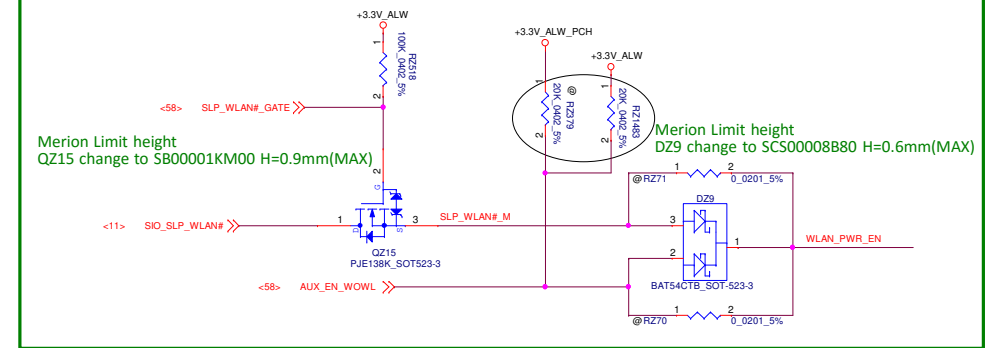 +3.3V_ALW
+3.3V_ALW_PCH
+3.3V_ALW
1
RZ518
100K_0402_5%
2
1
@ RZ379
20K_0402_5%
2
1
RZ1483
20K_0402_5%
2
<58> SLP_WLAN#_GATE
Merion Limit height
QZ15 change to SB00001KM00 H=0.9mm(MAX)
Merion Limit height
DZ9 change to SCS00008B80 H=0.6mm(MAX)
@ RZ71 1 2 0_0201_5%
2
G
<11> SIO_SLP_WLAN# 1 D S 3 SLP_WLAN#_M
QZ15
PJE138K_SOT523-3
DZ9
3
2
1
WLAN_PWR_EN
BAT54CTB_SOT-523-3
<58> AUX_EN_WOWL
@ RZ70 1 2 0_0201_5%